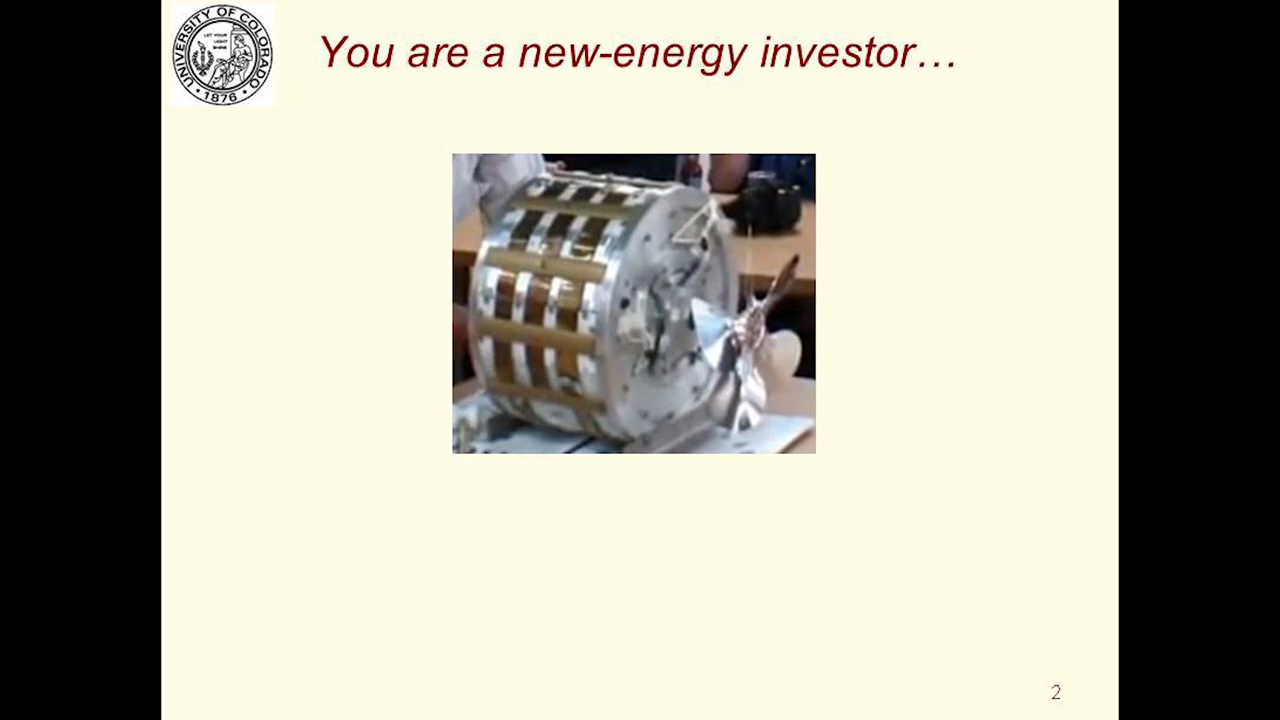 UNIVERSITY OF COLORADO
LET YOUR
LIGHT
SHINE
• 1876 •
You are a new-energy investor…
2